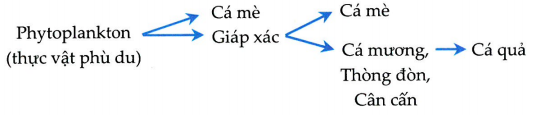 Phytoplankton
(thực vật phù du)
Cá mè
Giáp xác
Cá mè
Cá mương,
Thòng đòn,
Cân cấn
Cá quả